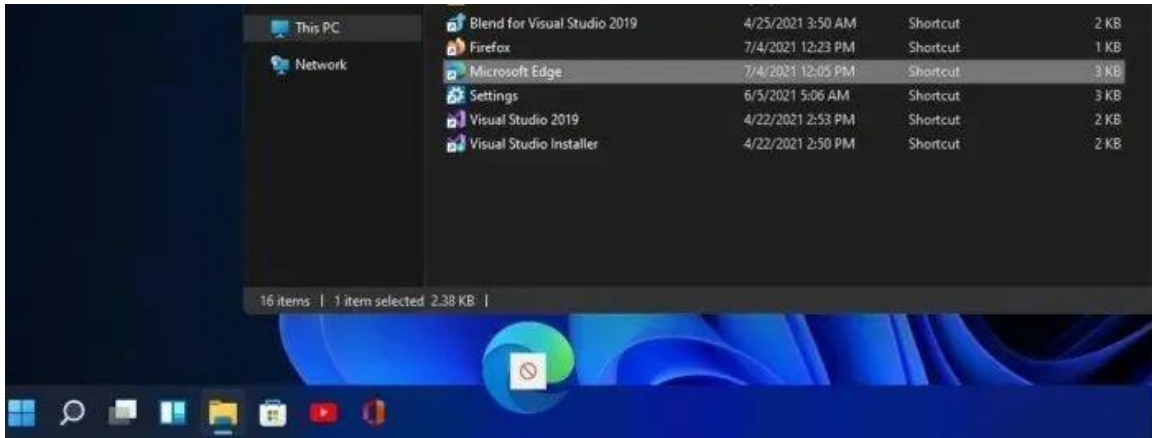 This PC
Network
Blend for Visual Studio 2019 4/25/2021 3:50 AM Shortcut 2 KB
Firefox 7/4/2021 12:23 PM Shortcut 1 KB
Microsoft Edge 7/4/2021 12:05 PM Shortcut 3 KB
Settings 6/5/2021 5:06 AM Shortcut 3 KB
Visual Studio 2019 4/22/2021 2:53 PM Shortcut 2 KB
Visual Studio Installer 4/22/2021 2:50 PM Shortcut 2 KB
16 items | 1 item selected 2.38 KB |